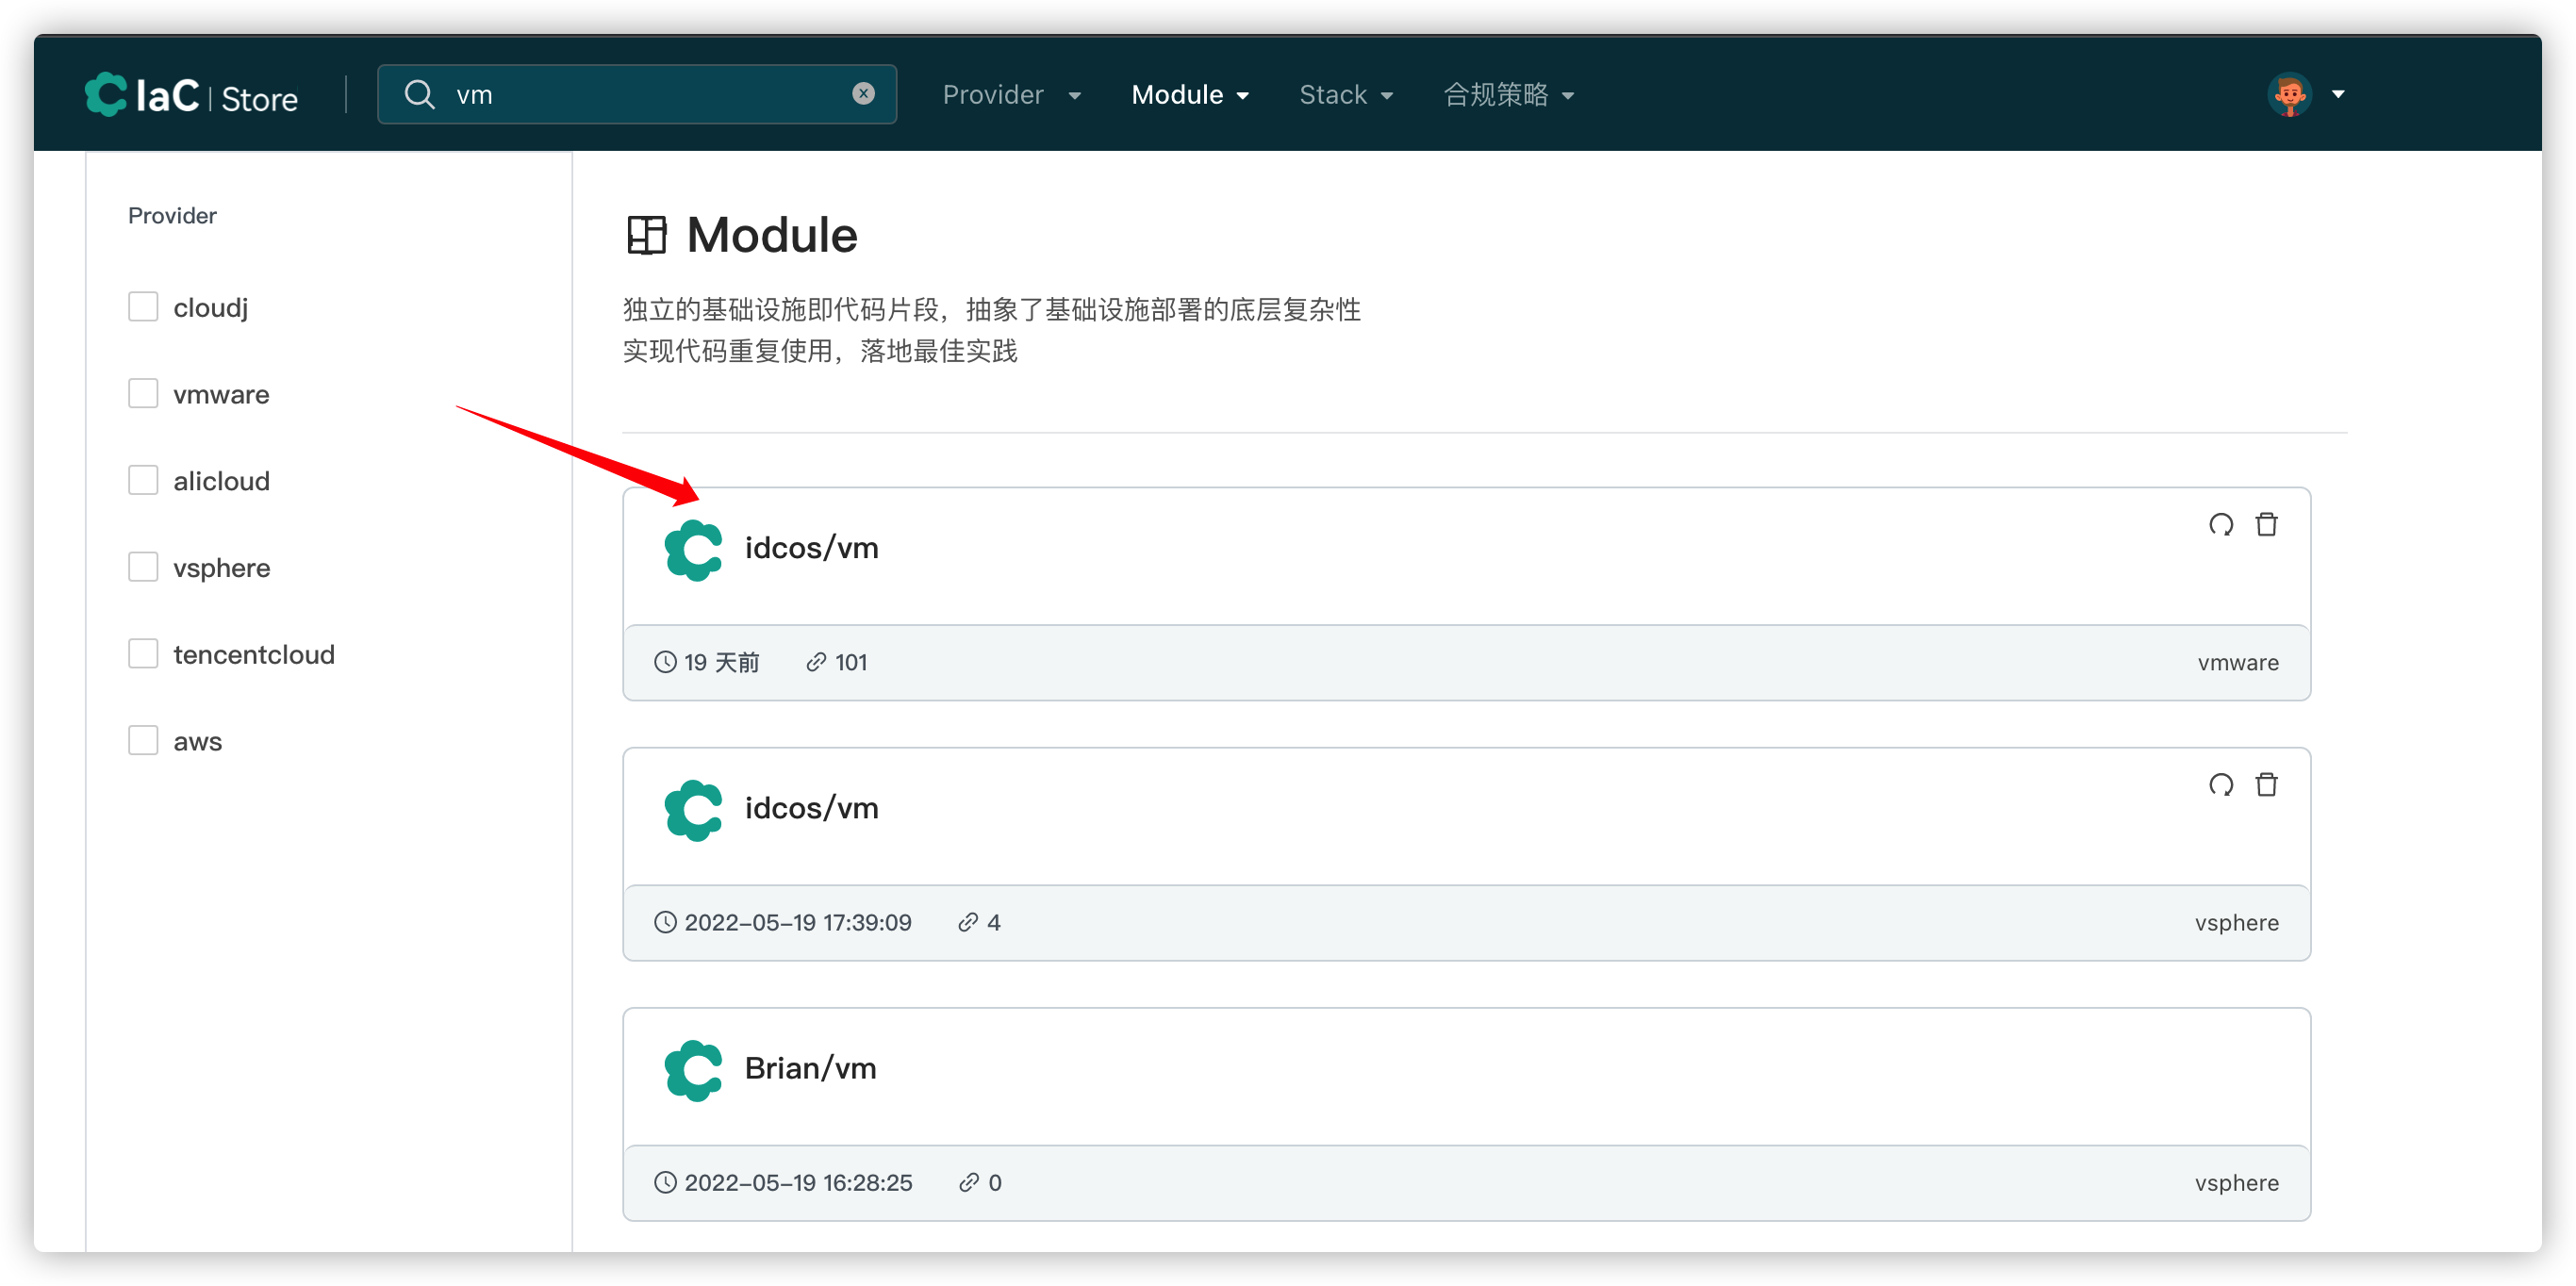 IaC | Store
vm
Provider
Module
Stack
合规策略
Provider
cloudj
vmware
alicloud
vsphere
tencentcloud
aws
Module
独立的基础设施即代码片段，抽象了基础设施部署的底层复杂性
实现代码重复使用，落地最佳实践
idcos/vm
19 天前
101
vmware
idcos/vm
2022-05-19 17:39:09
4
vsphere
Brian/vm
2022-05-19 16:28:25
0
vsphere